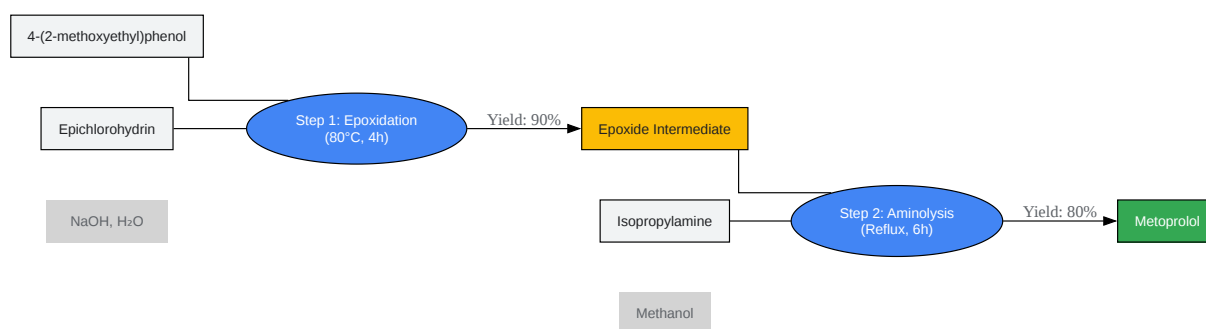 4-(2-methoxyethyl)phenol
Epichlorohydrin
Step 1: Epoxidation
(80°C, 4h)
Yield: 90%
Epoxide Intermediate
NaOH, H₂O
Isopropylamine
Step 2: Aminolysis
(Reflux, 6h)
Yield: 80%
Metoprolol
Methanol